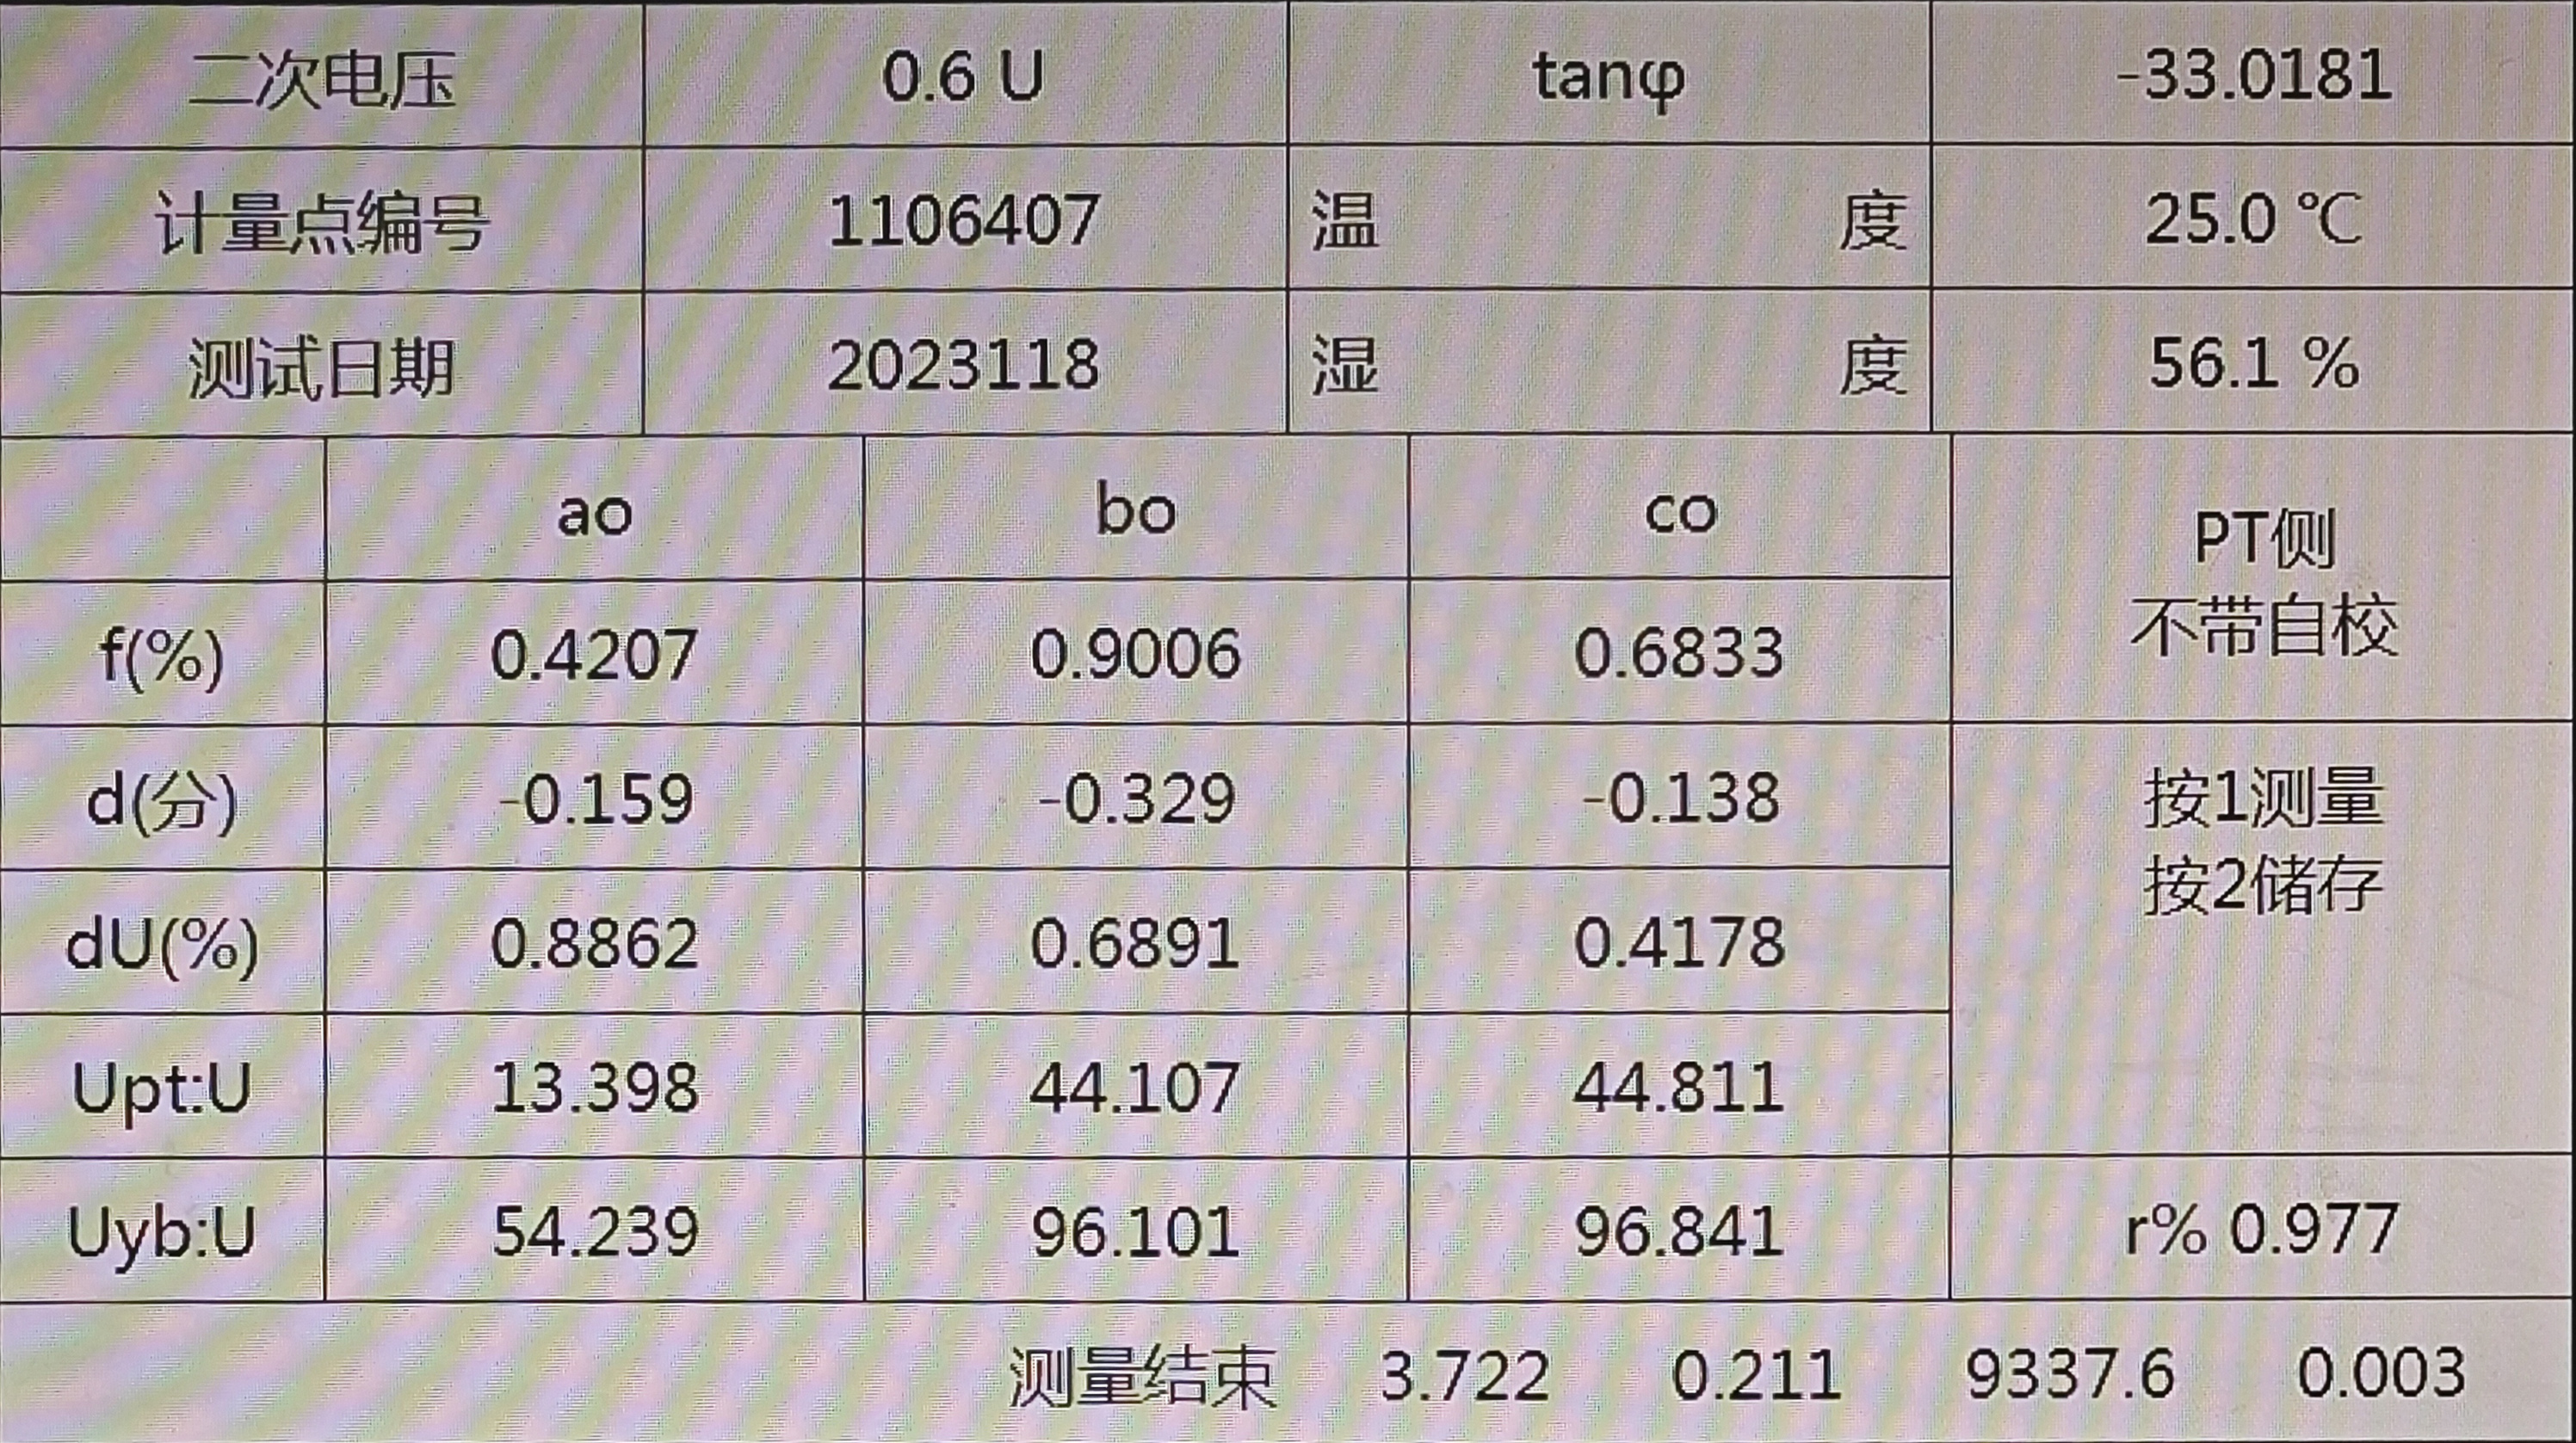 二次电压 0.6 U tanφ -33.0181
计量点编号 1106407 温 度 25.0 ℃
测试日期 2023118 湿 度 56.1 %
ao bo co
PT侧
不带自校
f(%) 0.4207 0.9006 0.6833
d(分) -0.159 -0.329 -0.138
按1测量
按2储存
dU(%) 0.8862 0.6891 0.4178
Upt:U 13.398 44.107 44.811
Uyb:U 54.239 96.101 96.841 r% 0.977
测量结束 3.722 0.211 9337.6 0.003